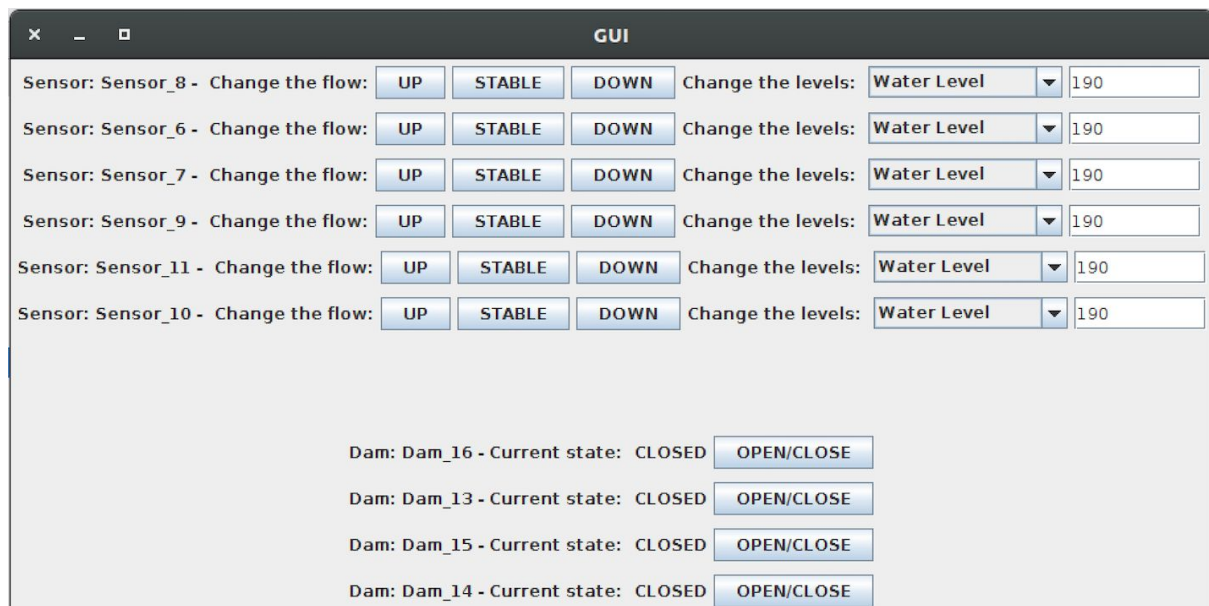 GUI
Sensor: Sensor_8 - Change the flow: UP STABLE DOWN Change the levels: Water Level 190
Sensor: Sensor_6 - Change the flow: UP STABLE DOWN Change the levels: Water Level 190
Sensor: Sensor_7 - Change the flow: UP STABLE DOWN Change the levels: Water Level 190
Sensor: Sensor_9 - Change the flow: UP STABLE DOWN Change the levels: Water Level 190
Sensor: Sensor_11 - Change the flow: UP STABLE DOWN Change the levels: Water Level 190
Sensor: Sensor_10 - Change the flow: UP STABLE DOWN Change the levels: Water Level 190
Dam: Dam_16 - Current state: CLOSED OPEN/CLOSE
Dam: Dam_13 - Current state: CLOSED OPEN/CLOSE
Dam: Dam_15 - Current state: CLOSED OPEN/CLOSE
Dam: Dam_14 - Current state: CLOSED OPEN/CLOSE